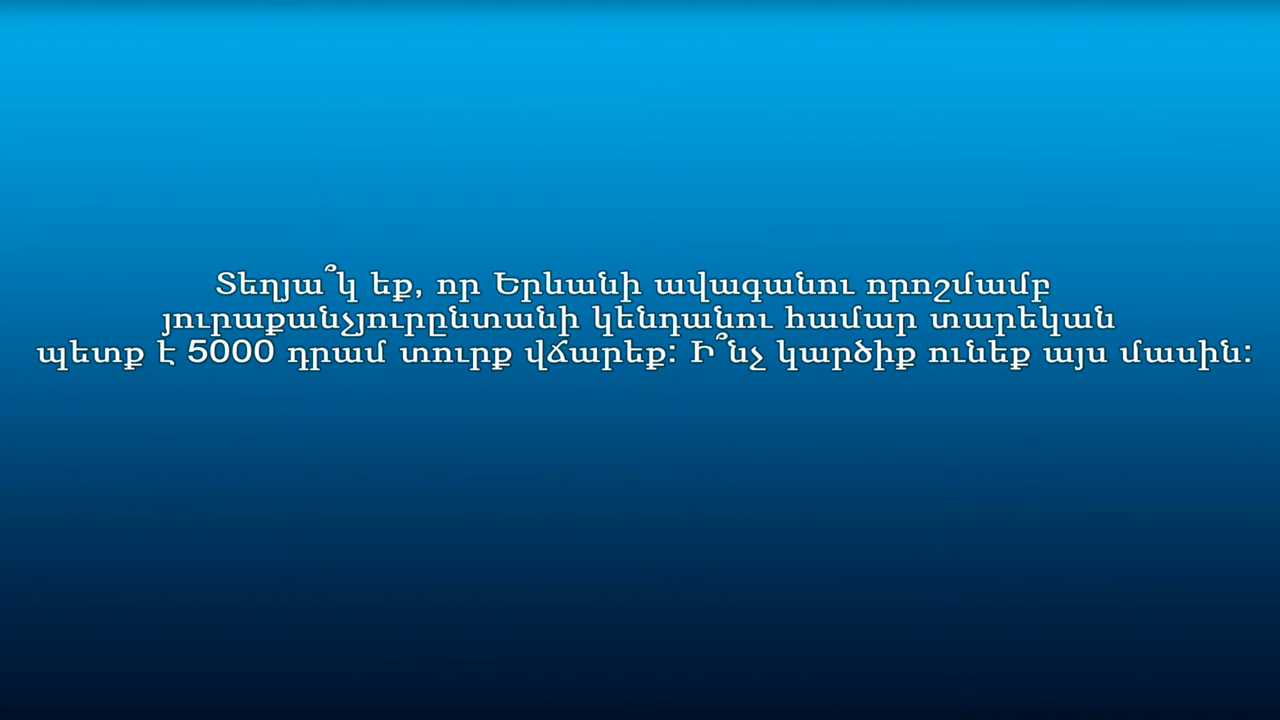 Տեղյա՞կ եք, որ Երևանի ավագանու որոշմամբ
յուրաքանչյուրընտանի կենդանու համար տարեկան
պետք է 5000 դրամ տուրք վճարեք: Ի՞նչ կարծիք ունեք այս մասին: